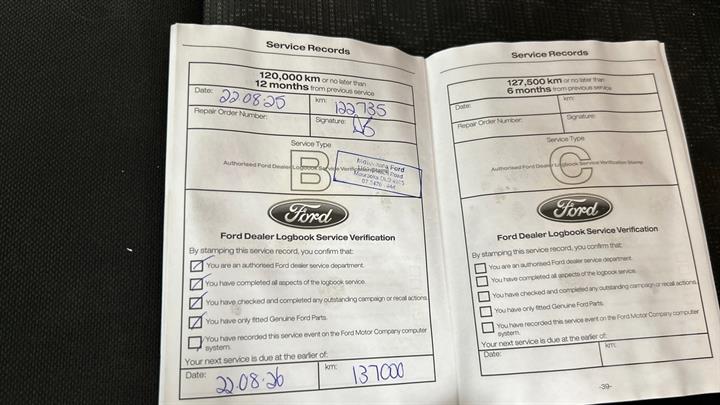 Service Records
120,000 km or no later than
12 months from previous service
Date: 22.08.25 km: 122735
Repair Order Number: Signature:
Service Type
B
Authorised Ford Dealer Logbook Service Verification
Ford
Ford
Ford Dealer Logbook Service Verification
By stamping this service record, you confirm that:
You are an authorised Ford dealer service department.
You have completed all aspects of the logbook service.
You have checked and completed any outstanding campaign or recall actions.
You have only fitted Genuine Ford Parts.
You have recorded this service event on the Ford Motor Company computer
system.
Your next service is due at the earlier of:
Date: 22.08.26 km: 137000
Service Records
127,500 km or no later than
6 months from previous service
Date: km:
Repair Order Number: Signature:
Service Type
C
Authorised Ford Dealer Logbook Service Verification Stamp
Ford
Ford Dealer Logbook Service Verification
By stamping this service record, you confirm that:
You are an authorised Ford dealer service department.
You have completed all aspects of the logbook service.
You have checked and completed any outstanding campaign or recall actions.
You have only fitted Genuine Ford Parts.
You have recorded this service event on the Ford Motor Company computer
system.
Your next service is due at the earlier of:
Date: km:
-39-